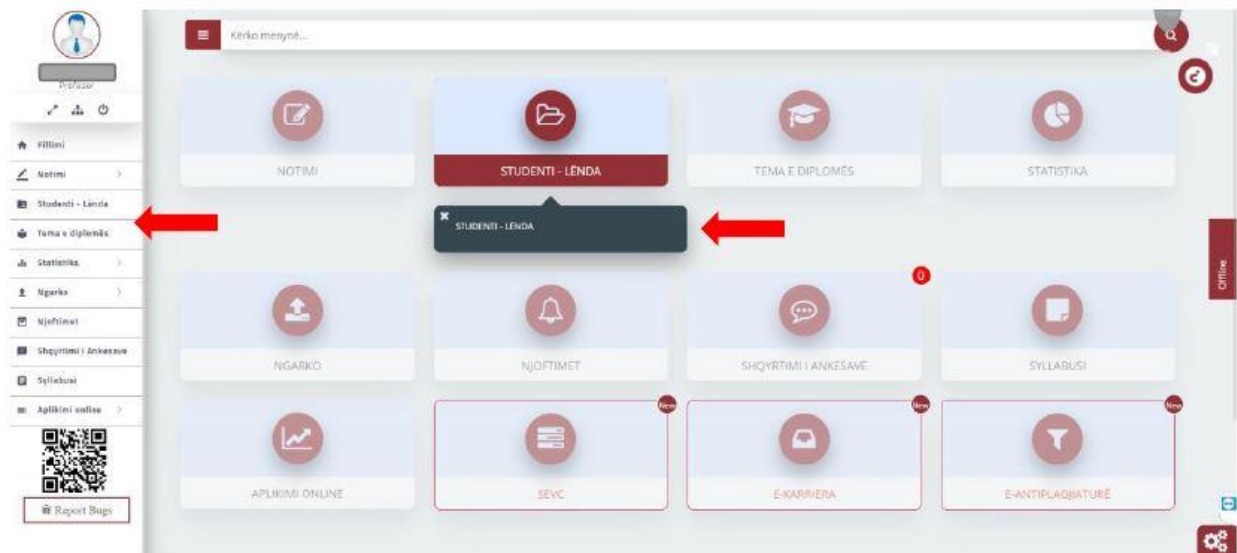 Kërko menynë...
Profesor
Fillimi
Notimi
Studenti - Lënda
Tema e diplomës
Statistika
Ngarko
Njoftimet
Shqyrtimi i Ankesave
Syllabusi
Aplikimi online
Report Bugs
NOTIMI
STUDENTI - LËNDA
TEMA E DIPLOMËS
STATISTIKA
STUDENTI - LËNDA
Offline
0
NGARKO
NJOFTIMET
SHQYRTIMI I ANKESAVE
SYLLABUSI
New
New
New
APLIKIMI ONLINE
SEVC
E-KARRIERA
E-ANTIPLAGJIATURË